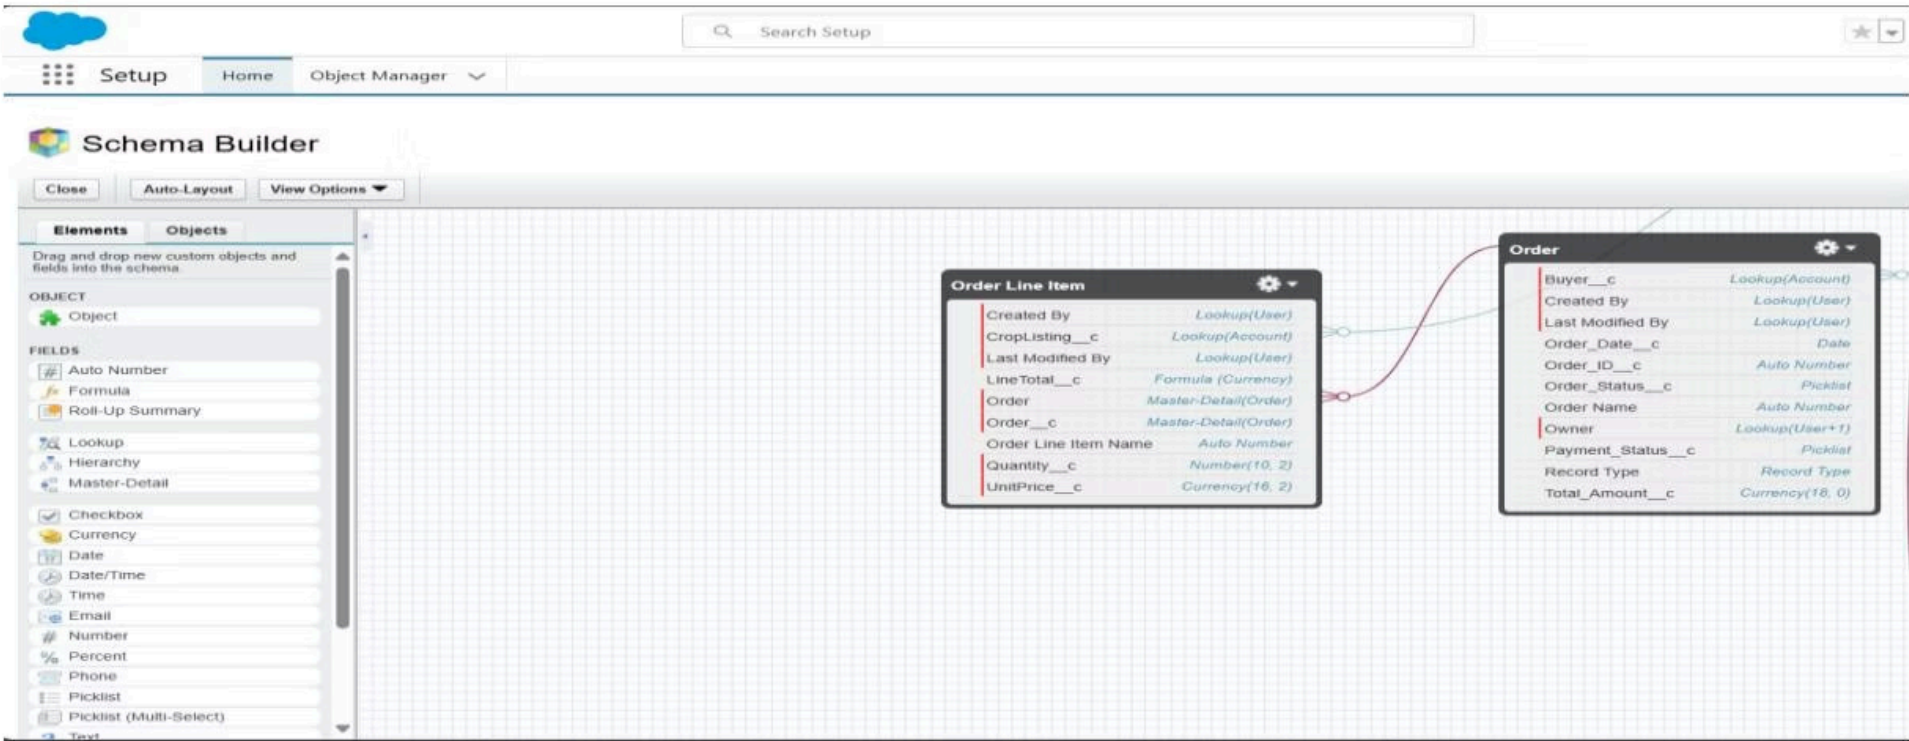 Search Setup
Setup Home Object Manager
Schema Builder
Close Auto-Layout View Options
Elements Objects
Drag and drop new custom objects and
fields into the schema.
OBJECT
Object
FIELDS
Auto Number
Formula
Roll-Up Summary
Lookup
Hierarchy
Master-Detail
Checkbox
Currency
Date
Date/Time
Time
Email
Number
Percent
Phone
Picklist
Picklist (Multi-Select)
Text
Order Line Item
Created By Lookup(User)
CropListing__c Lookup(Account)
Last Modified By Lookup(User)
LineTotal__c Formula (Currency)
Order Master-Detail(Order)
Order__c Master-Detail(Order)
Order Line Item Name Auto Number
Quantity__c Number(10, 2)
UnitPrice__c Currency(16, 2)
Order
Buyer__c Lookup(Account)
Created By Lookup(User)
Last Modified By Lookup(User)
Order_Date__c Date
Order_ID__c Auto Number
Order_Status__c Picklist
Order Name Auto Number
Owner Lookup(User+1)
Payment_Status__c Picklist
Record Type Record Type
Total_Amount__c Currency(18, 0)